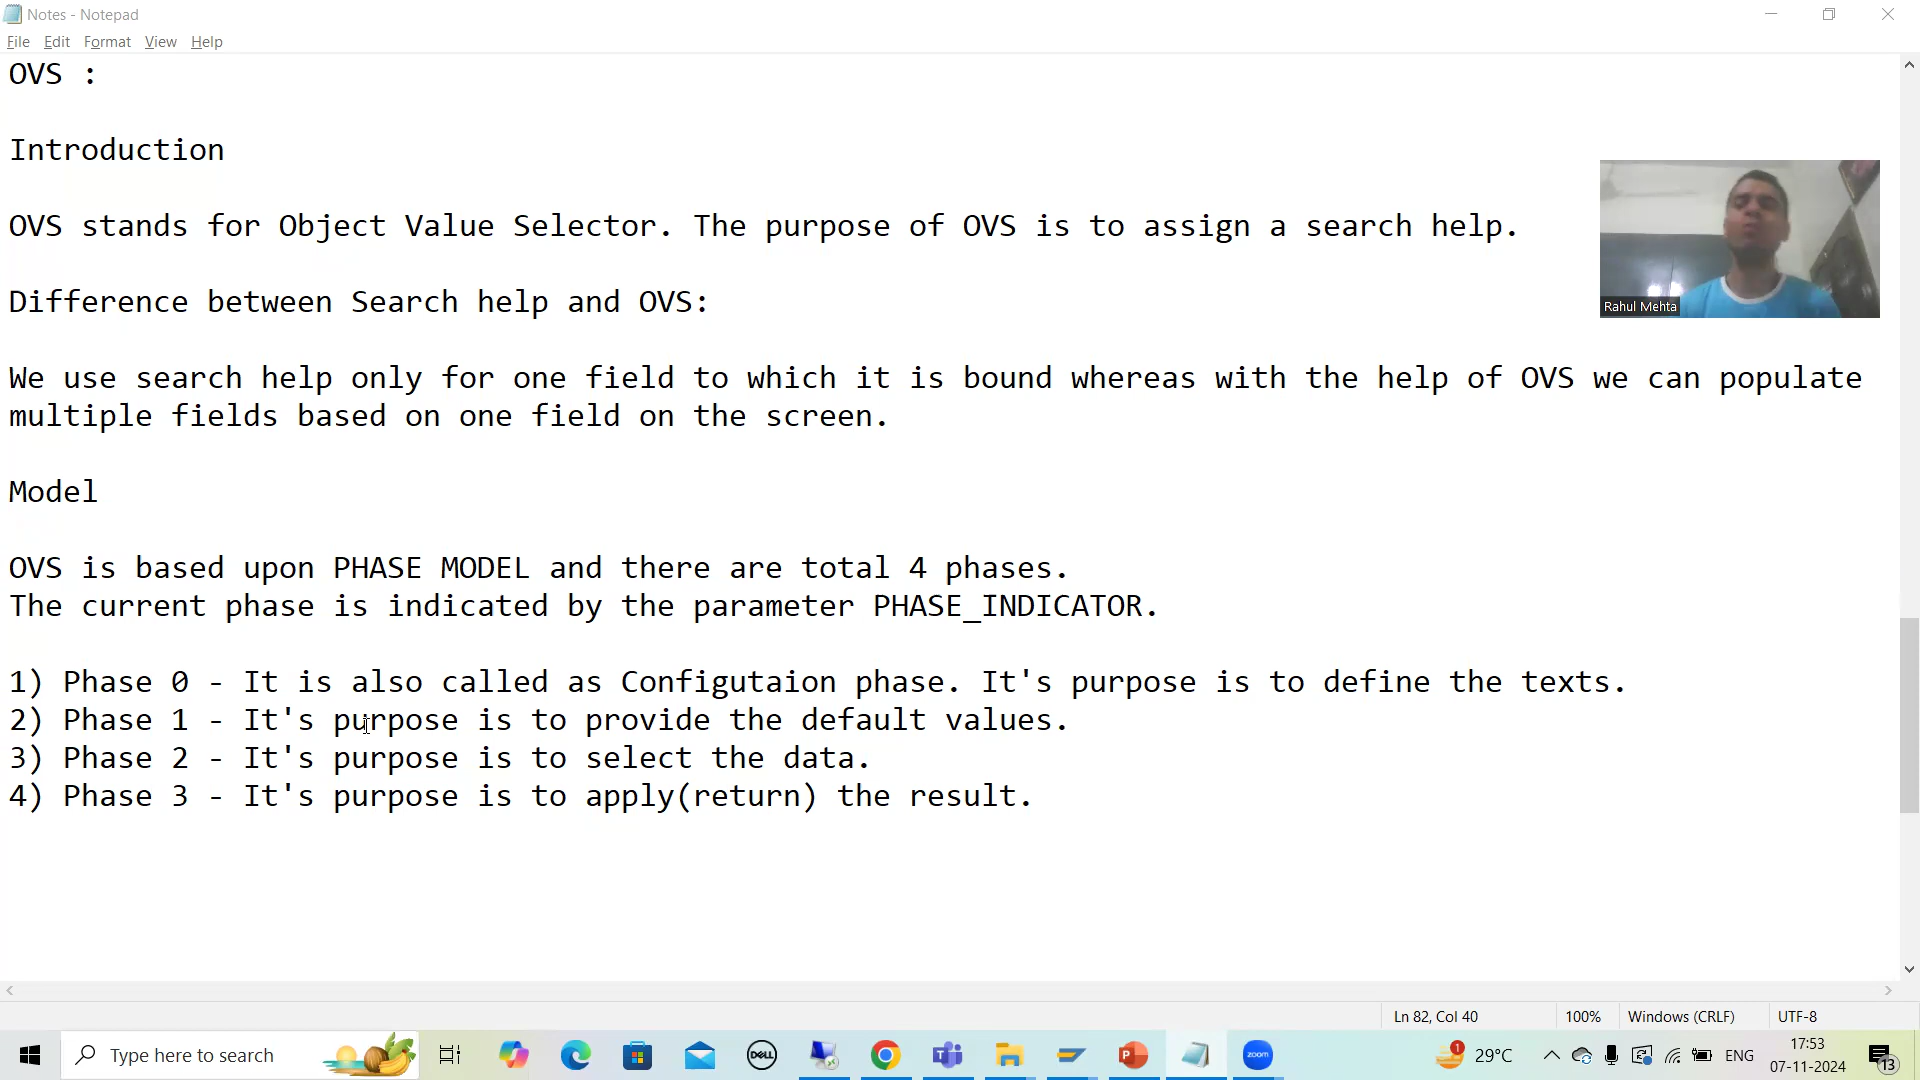 Notes - Notepad
File Edit Format View Help
OVS :
Introduction
OVS stands for Object Value Selector. The purpose of OVS is to assign a search help.
Rahul Mehta
Difference between Search help and OVS:
We use search help only for one field to which it is bound whereas with the help of OVS we can populate
multiple fields based on one field on the screen.
Model
OVS is based upon PHASE MODEL and there are total 4 phases.
The current phase is indicated by the parameter PHASE_INDICATOR.
1) Phase 0 - It is also called as Configutaion phase. It's purpose is to define the texts.
2) Phase 1 - It's purpose is to provide the default values.
3) Phase 2 - It's purpose is to select the data.
4) Phase 3 - It's purpose is to apply(return) the result.
Ln 82, Col 40 100% Windows (CRLF) UTF-8
Type here to search
DELL
zoom
1
29°C
ENG
17:53
07-11-2024
13